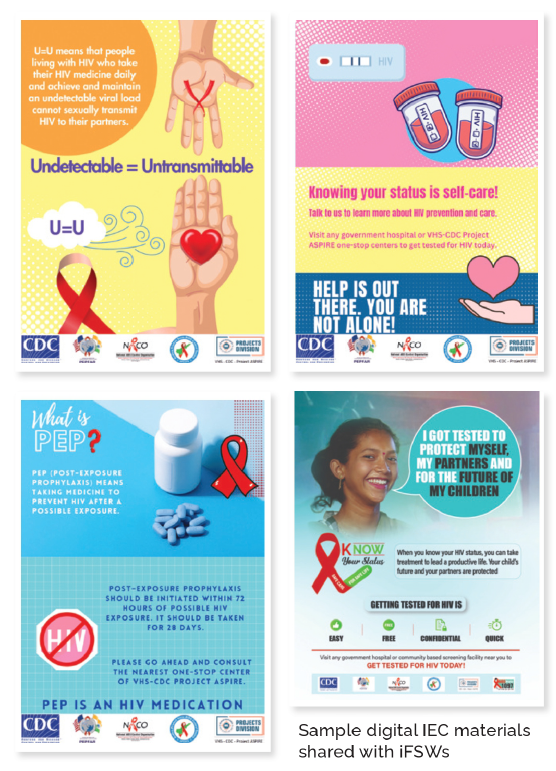 U=U means that people
living with HIV who take
their HIV medicine daily
and achieve and maintain
an undetectable viral load
cannot sexually transmit
HIV to their partners.
Undetectable = Untransmittable
U=U
CDC
PEPFAR
NACO
PROJECTS
DIVISION
VHS-CDC - Project ASPIRE
HIV
HIV
HIV
Knowing your status is self-care!
Talk to us to learn more about HIV prevention and care.
Visit any government hospital or VHS-CDC Project
ASPIRE one-stop centers to get tested for HIV today.
HELP IS OUT
THERE. YOU ARE
NOT ALONE!
CDC
PEPFAR
NACO
PROJECTS
DIVISION
VHS-CDC - Project ASPIRE
What is
PEP?
PEP (POST-EXPOSURE
PROPHYLAXIS) MEANS
TAKING MEDICINE TO
PREVENT HIV AFTER A
POSSIBLE EXPOSURE.
POST-EXPOSURE PROPHYLAXIS
SHOULD BE INITIATED WITHIN 72
HOURS OF POSSIBLE HIV
EXPOSURE. IT SHOULD BE TAKEN
FOR 28 DAYS.
HIV
PLEASE GO AHEAD AND CONSULT
THE NEAREST ONE-STOP CENTER
OF VHS-CDC PROJECT ASPIRE.
PEP IS AN HIV MEDICATION
CDC
PEPFAR
NACO
PROJECTS
DIVISION
VHS-CDC - Project ASPIRE
I GOT TESTED TO
PROTECT MYSELF,
MY PARTNERS AND
FOR THE FUTURE OF
MY CHILDREN
KNOW
Your Status
When you know your HIV status, you can take
treatment to lead a productive life. Your child's
future and your partners are protected
GETTING TESTED FOR HIV IS
FREE
EASY
FREE
CONFIDENTIAL
QUICK
Visit any government hospital or community based screening facility near you to
GET TESTED FOR HIV TODAY!
CDC
Sample digital IEC materials
shared with iFSWs